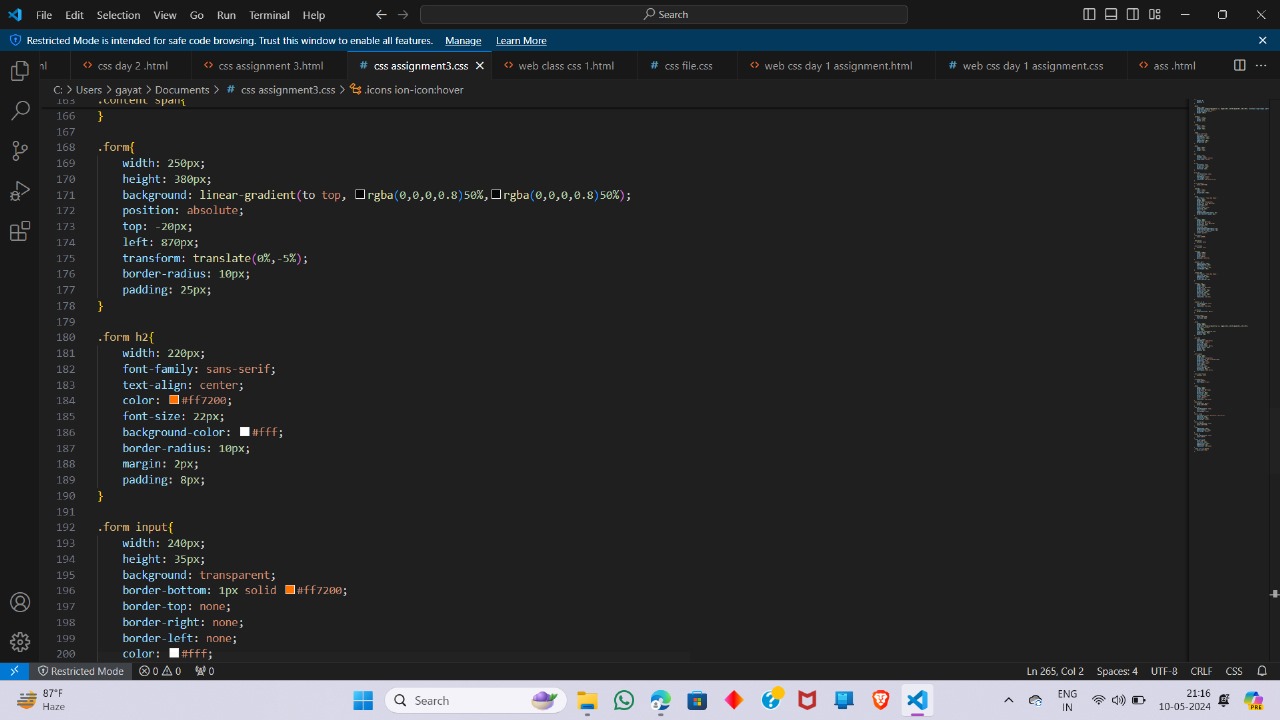 File Edit Selection View Go Run Terminal Help
Search
Restricted Mode is intended for safe code browsing. Trust this window to enable all features. Manage Learn More
ml css day 2 .html css assignment 3.html css assignment3.css web class css 1.html css file.css web css day 1 assignment.html web css day 1 assignment.css ass .html
C: > Users > gayat > Documents > # css assignment3.css > .icons ion-icon:hover
163 .content span{
166 }
167
168 .form{
169 width: 250px;
170 height: 380px;
171 background: linear-gradient(to top, rgba(0,0,0,0.8)50%,rgba(0,0,0,0.8)50%);
172 position: absolute;
173 top: -20px;
174 left: 870px;
175 transform: translate(0%,-5%);
176 border-radius: 10px;
177 padding: 25px;
178 }
179
180 .form h2{
181 width: 220px;
182 font-family: sans-serif;
183 text-align: center;
184 color: #ff7200;
185 font-size: 22px;
186 background-color: #fff;
187 border-radius: 10px;
188 margin: 2px;
189 padding: 8px;
190 }
191
192 .form input{
193 width: 240px;
194 height: 35px;
195 background: transparent;
196 border-bottom: 1px solid #ff7200;
197 border-top: none;
198 border-right: none;
199 border-left: none;
200 color: #fff;
Restricted Mode 0 0 0 Ln 265, Col 2 Spaces: 4 UTF-8 CRLF CSS
87°F
Haze
Search
ENG
IN
21:16
10-05-2024
PRE